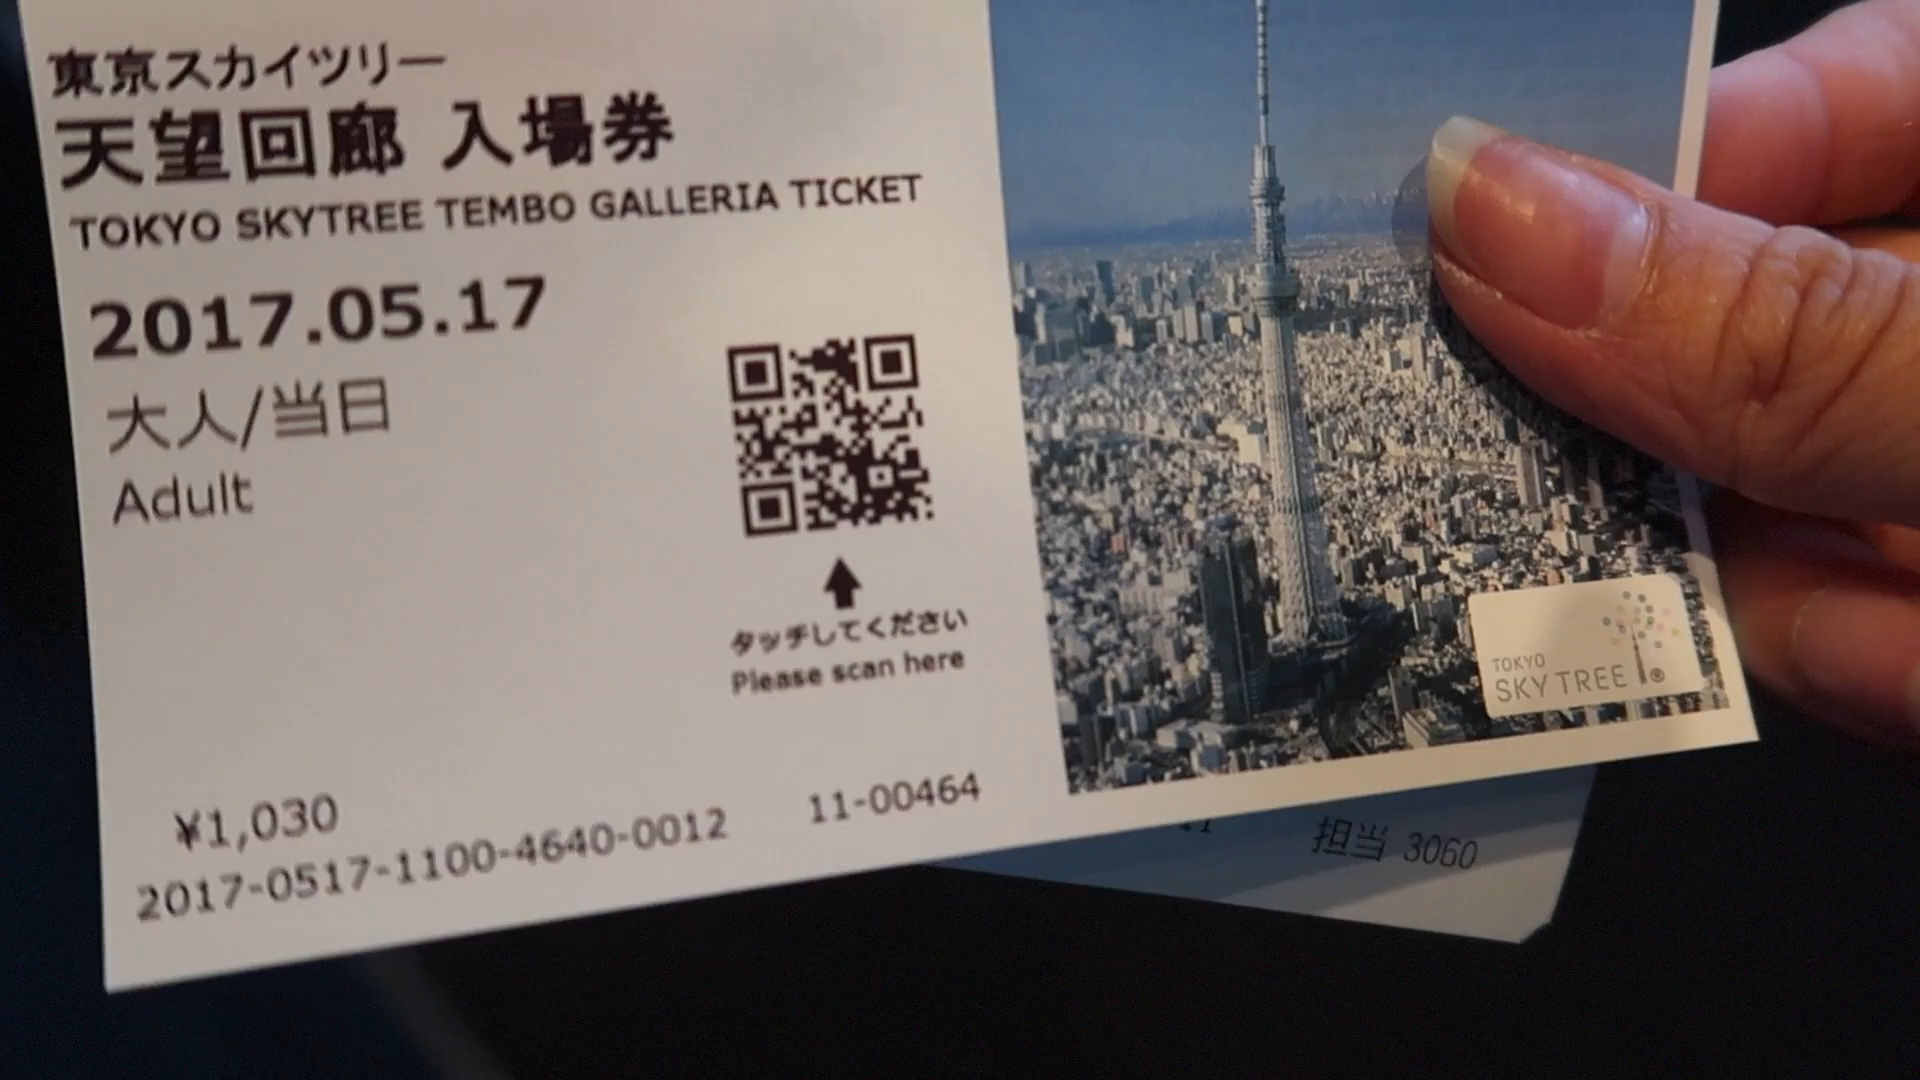 東京スカイツリー
天望回廊 入場券
TOKYO SKYTREE TEMBO GALLERIA TICKET
2017.05.17
大人/当日
Adult
タッチしてください
Please scan here
¥1,030
2017-0517-1100-4640-0012 11-00464
TOKYO
SKY TREE ®
担当 3060